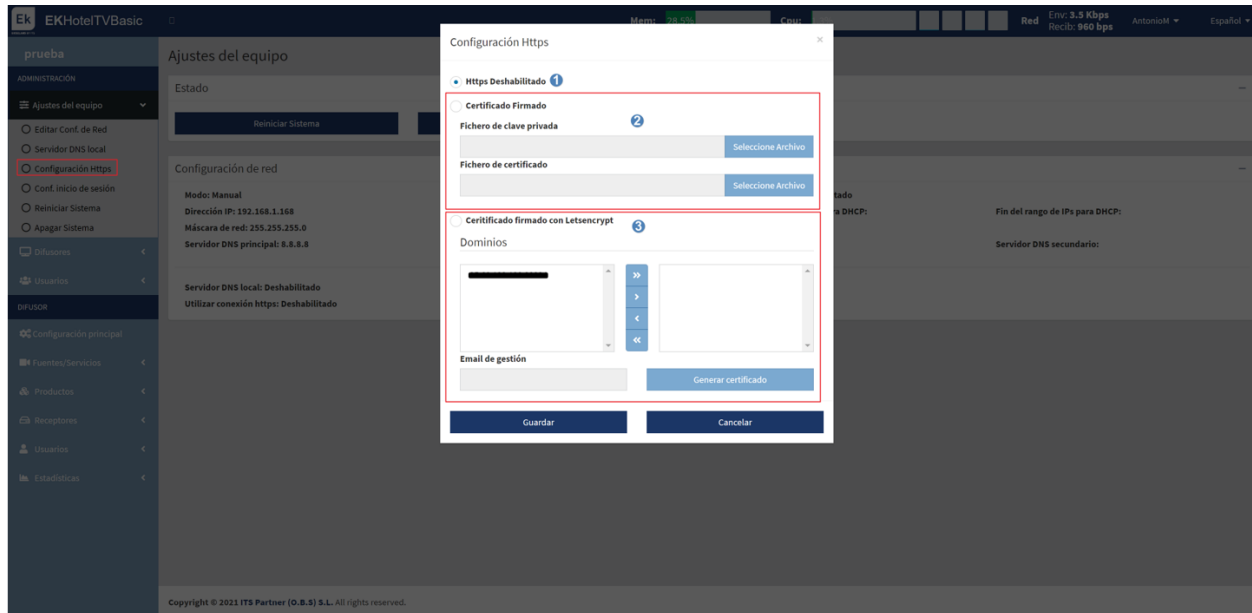 Ek EKHotelTVBasic
Mem: 28.5% Cpu:
Red Env: 3.5 Kbps
Recib: 960 bps
AntonioM
Español
prueba
ADMINISTRACIÓN
Ajustes del equipo
Editar Conf. de Red
Servidor DNS local
Configuración Https
Conf. inicio de sesión
Reiniciar Sistema
Apagar Sistema
Difusores
Usuarios
DIFUSOR
Configuración principal
Fuentes/Servicios
Productos
Receptores
Usuarios
Estadísticas
Ajustes del equipo
Estado
Reiniciar Sistema
Configuración de red
Modo: Manual
Dirección IP: 192.168.1.168
Máscara de red: 255.255.255.0
Servidor DNS principal: 8.8.8.8
Servidor DNS local: Deshabilitado
Utilizar conexión https: Deshabilitado
tado
a DHCP:
Fin del rango de IPs para DHCP:
Servidor DNS secundario:
Configuración Https ×
Https Deshabilitado 1
Certificado Firmado
2
Fichero de clave privada
Seleccione Archivo
Fichero de certificado
Seleccione Archivo
Ceritificado firmado con Letsencrypt
3
Dominios
»
›
‹
«
Email de gestión
Generar certificado
Guardar Cancelar
Copyright © 2021 ITS Partner (O.B.S) S.L. All rights reserved.